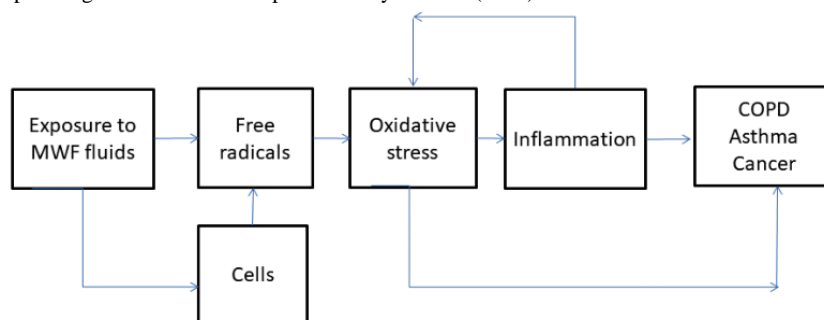 Exposure to
MWF fluids
Free
radicals
Oxidative
stress
Inflammation
COPD
Asthma
Cancer
Cells